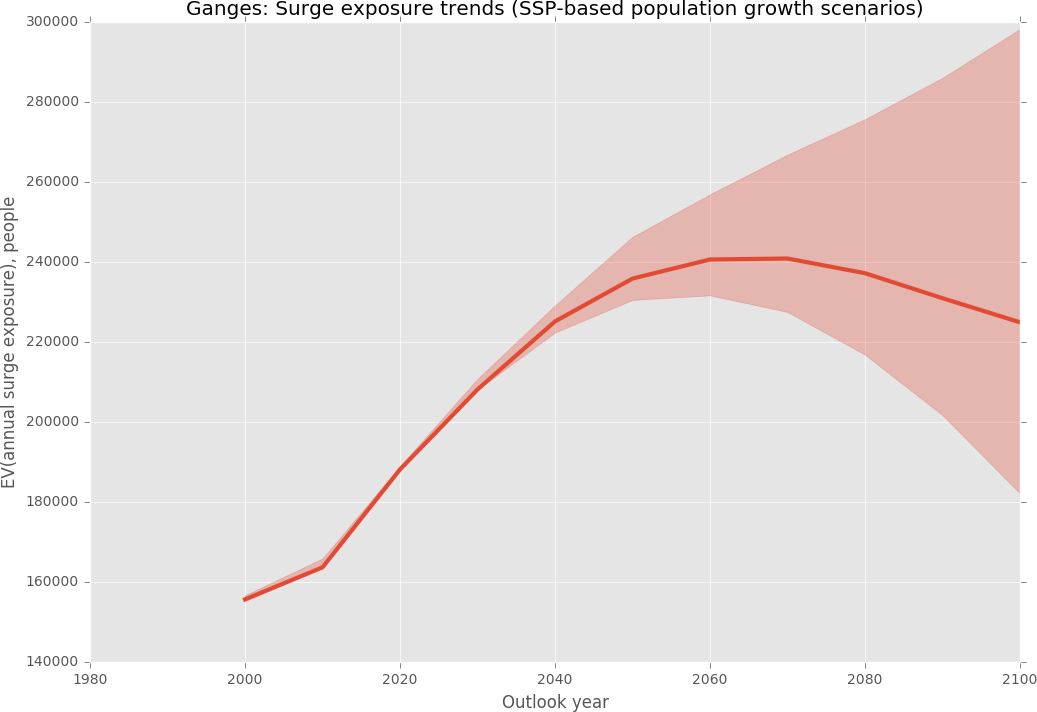 Ganges: Surge exposure trends (SSP-based population growth scenarios)
300000
280000
260000
240000
220000
200000
180000
160000
140000
EV(annual surge exposure), people
1980 2000 2020 2040 2060 2080 2100
Outlook year